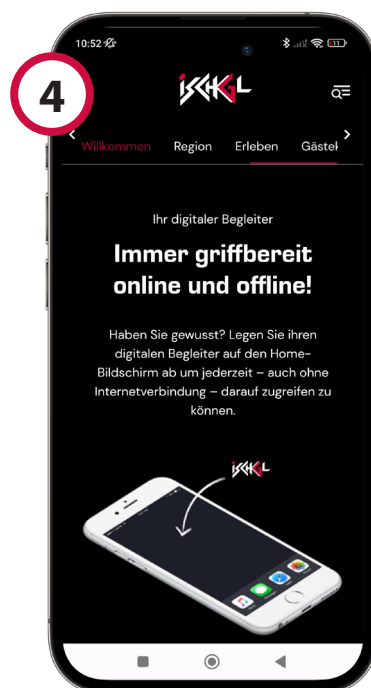 4
10:52
ISCHGL
Willkommen Region Erleben Gästek
Ihr digitaler Begleiter
Immer griffbereit
online und offline!
Haben Sie gewusst? Legen Sie ihren
digitalen Begleiter auf den Home-
Bildschirm ab um jederzeit – auch ohne
Internetverbindung – darauf zugreifen zu
können.
ISCHGL